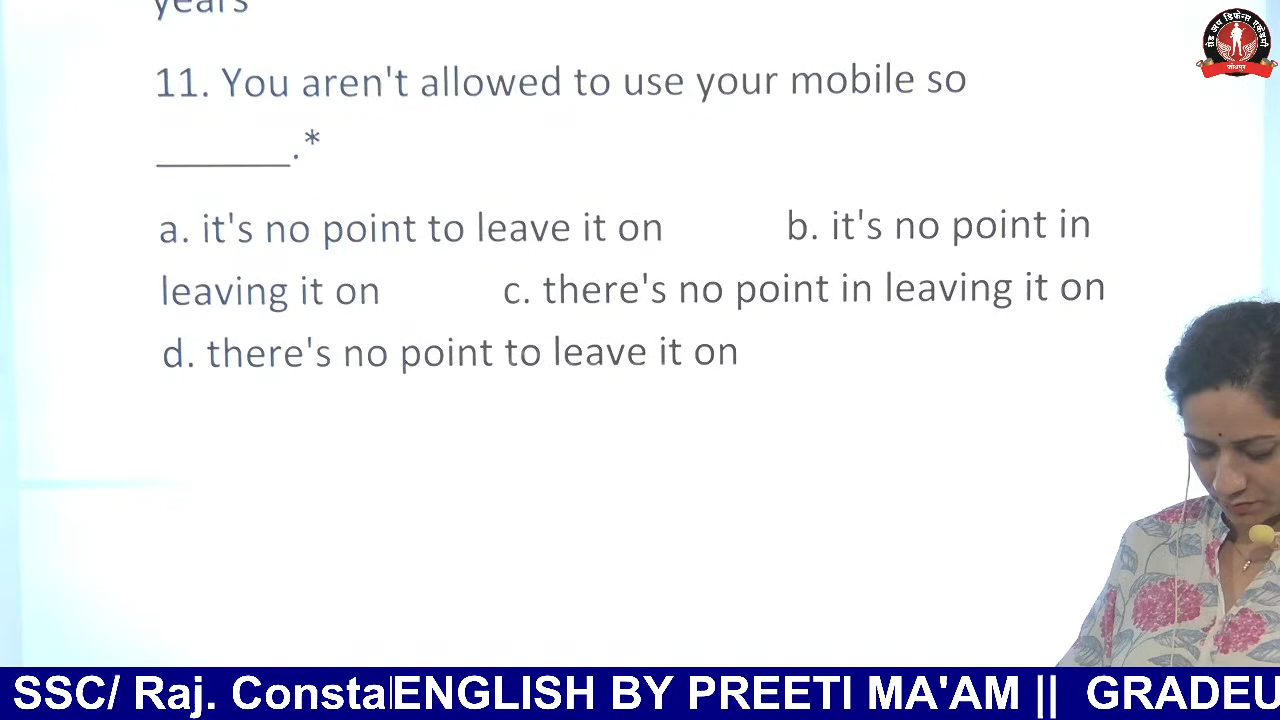 years
11. You aren't allowed to use your mobile so
_______.*
a. it's no point to leave it on b. it's no point in
leaving it on c. there's no point in leaving it on
d. there's no point to leave it on
SSC/ Raj. Consta ENGLISH BY PREETI MA'AM || GRADEU